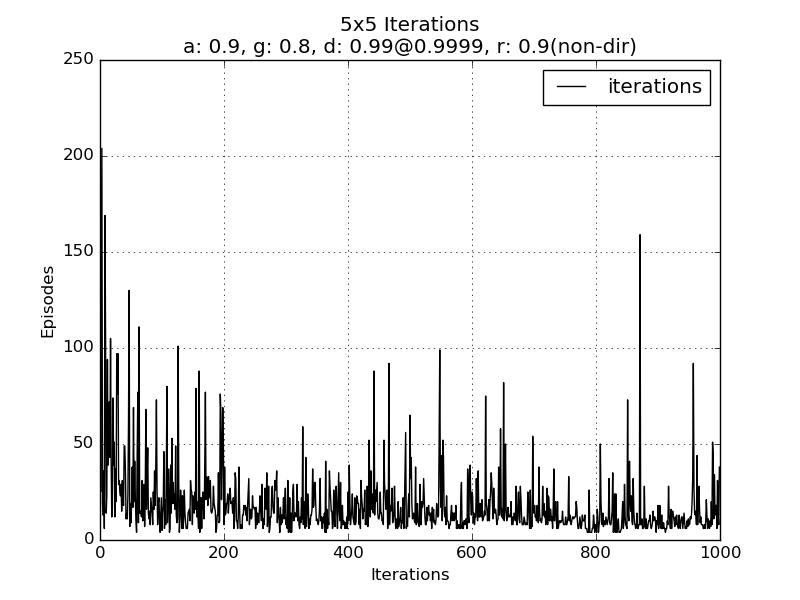 5x5 Iterations
a: 0.9, g: 0.8, d: 0.99@0.9999, r: 0.9(non-dir)
iterations
250
200
150
100
50
0
Episodes
0 200 400 600 800 1000
Iterations